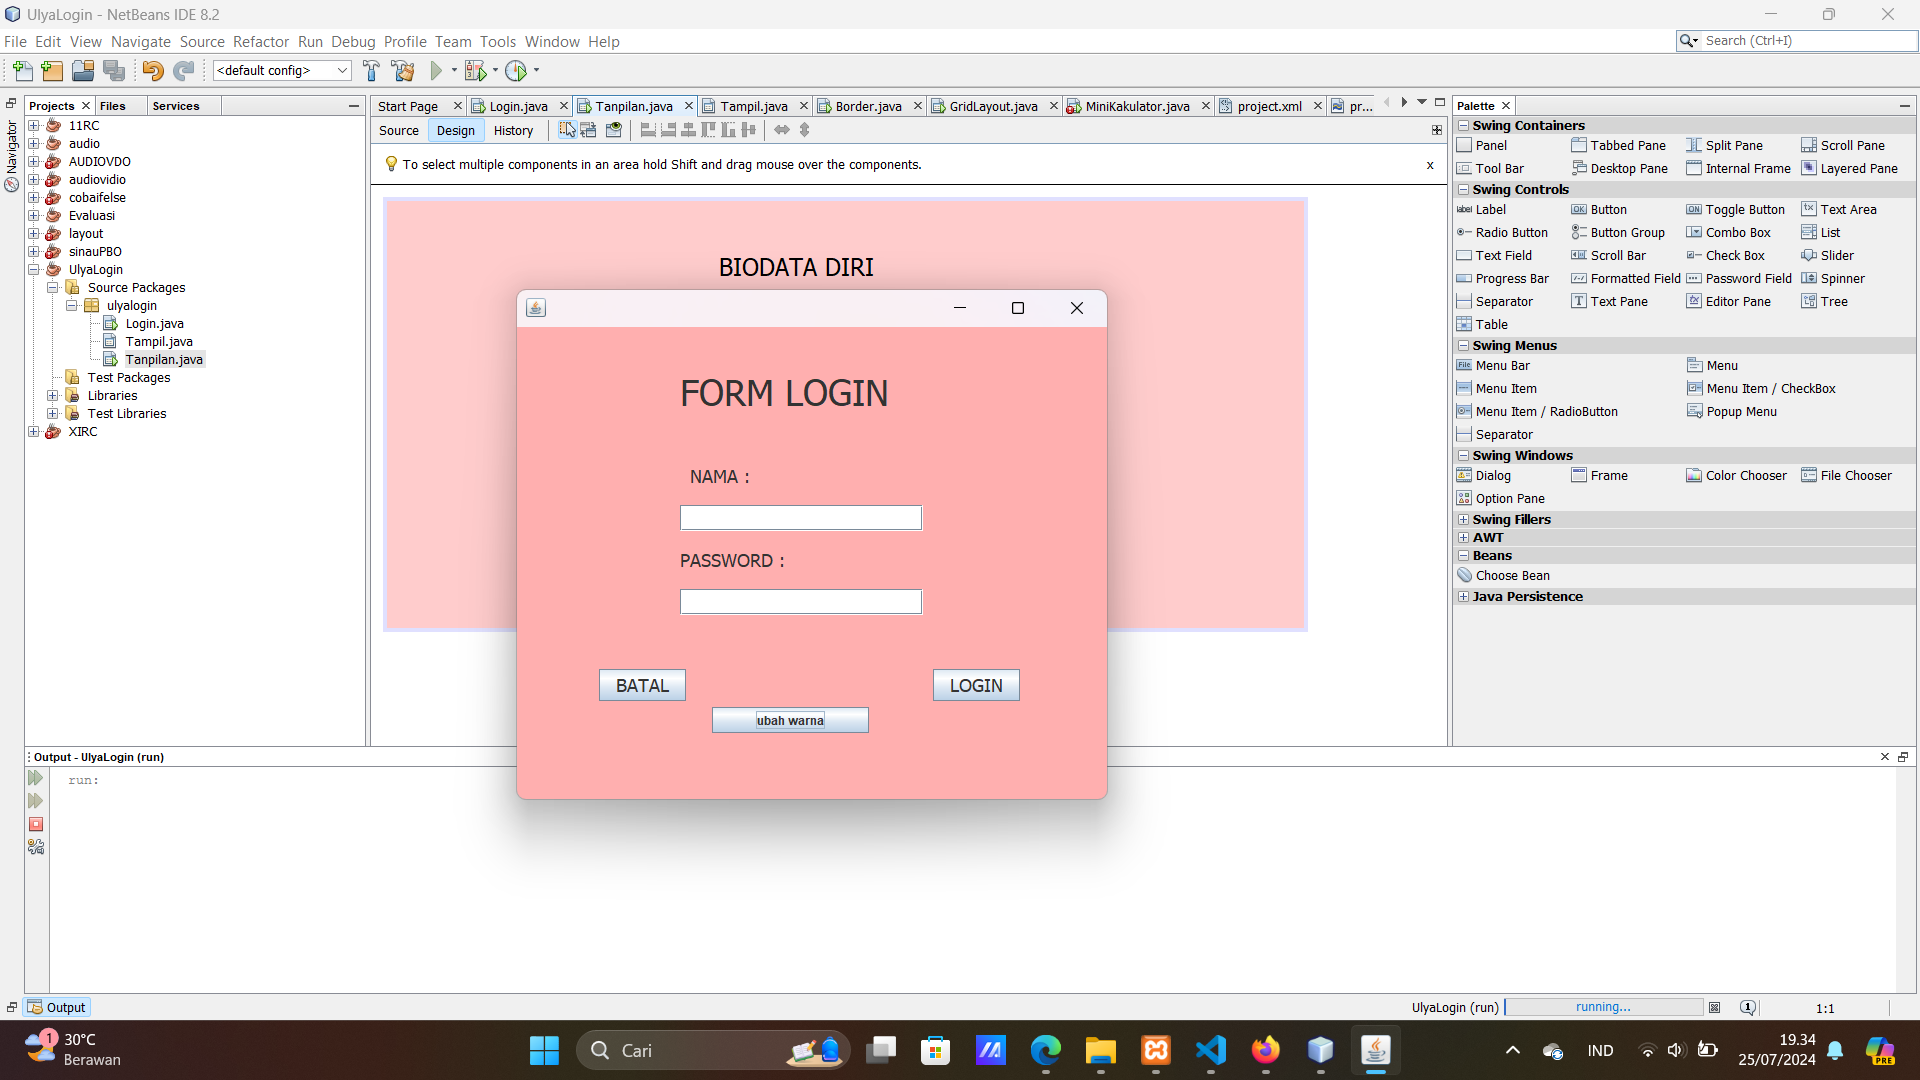 UlyaLogin - NetBeans IDE 8.2
File Edit View Navigate Source Refactor Run Debug Profile Team Tools Window Help
Search (Ctrl+I)
<default config>
Projects Files Services
Navigator
11RC
audio
AUDIOVDO
audiovidio
cobaifelse
Evaluasi
layout
sinauPBO
UlyaLogin
Source Packages
ulyalogin
Login.java
Tampil.java
Tanpilan.java
Test Packages
Libraries
Test Libraries
XIRC
Start Page Login.java Tanpilan.java Tampil.java Border.java GridLayout.java MiniKakulator.java project.xml pr...
Source Design History
To select multiple components in an area hold Shift and drag mouse over the components. x
BIODATA DIRI
FORM LOGIN
NAMA :
PASSWORD :
BATAL LOGIN
ubah warna
Palette
Swing Containers
Panel Tabbed Pane Split Pane Scroll Pane
Tool Bar Desktop Pane Internal Frame Layered Pane
Swing Controls
label Label OK Button ON Toggle Button Text Area
Radio Button Button Group Combo Box List
Text Field Scroll Bar Check Box Slider
Progress Bar Formatted Field Password Field Spinner
Separator Text Pane Editor Pane Tree
Table
Swing Menus
File Menu Bar Menu
Menu Item Menu Item / CheckBox
Menu Item / RadioButton Popup Menu
Separator
Swing Windows
Dialog Frame Color Chooser File Chooser
Option Pane
Swing Fillers
AWT
Beans
Choose Bean
Java Persistence
Output - UlyaLogin (run)
run:
Output
UlyaLogin (run) running... 1 1:1
1 30°C
Berawan
Cari
IND
19.34
25/07/2024
PRE